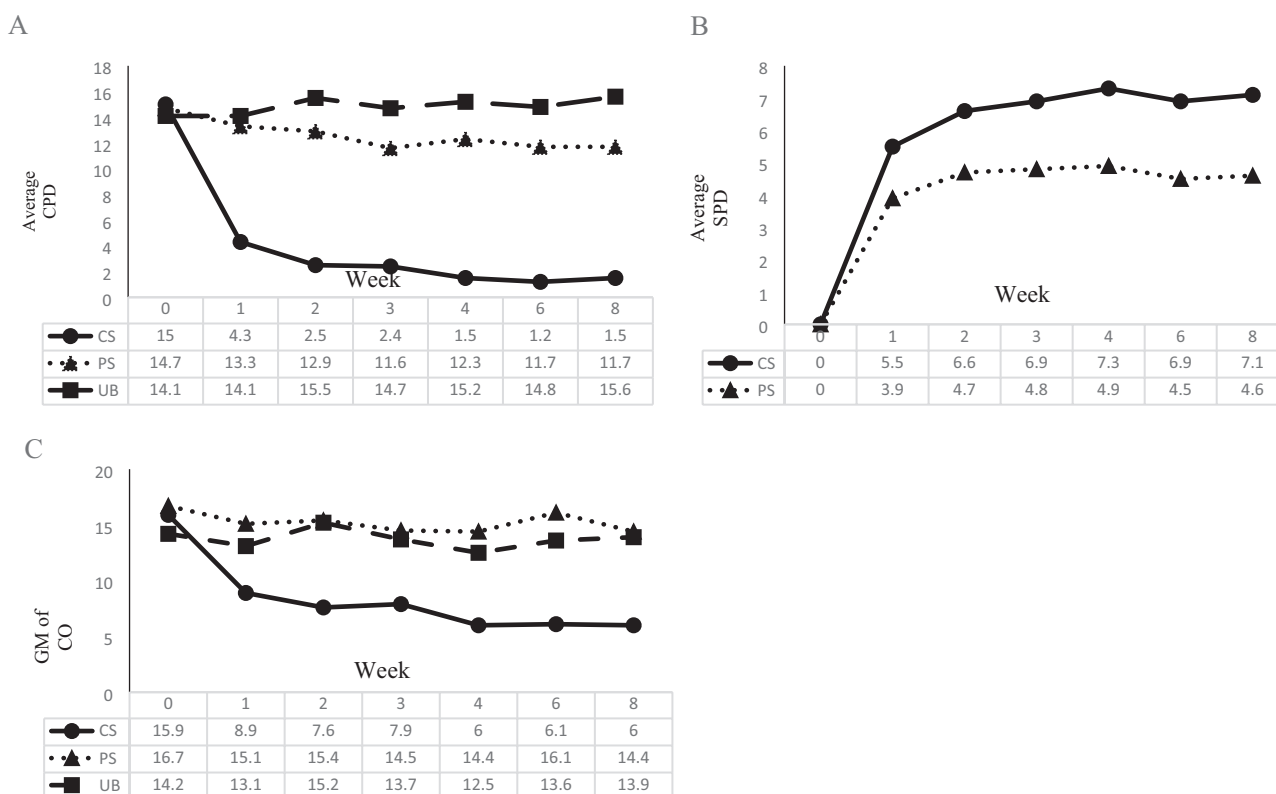 A
18
16
14
12
10
8
6
4
2
0
Average
CPD
Week
0 1 2 3 4 6 8
CS 15 4.3 2.5 2.4 1.5 1.2 1.5
PS 14.7 13.3 12.9 11.6 12.3 11.7 11.7
UB 14.1 14.1 15.5 14.7 15.2 14.8 15.6
B
8
7
6
5
4
3
2
1
0
Average
SPD
Week
0 1 2 3 4 6 8
CS 0 5.5 6.6 6.9 7.3 6.9 7.1
PS 0 3.9 4.7 4.8 4.9 4.5 4.6
C
20
15
10
5
0
GM of
CO
Week
0 1 2 3 4 6 8
CS 15.9 8.9 7.6 7.9 6 6.1 6
PS 16.7 15.1 15.4 14.5 14.4 16.1 14.4
UB 14.2 13.1 15.2 13.7 12.5 13.6 13.9